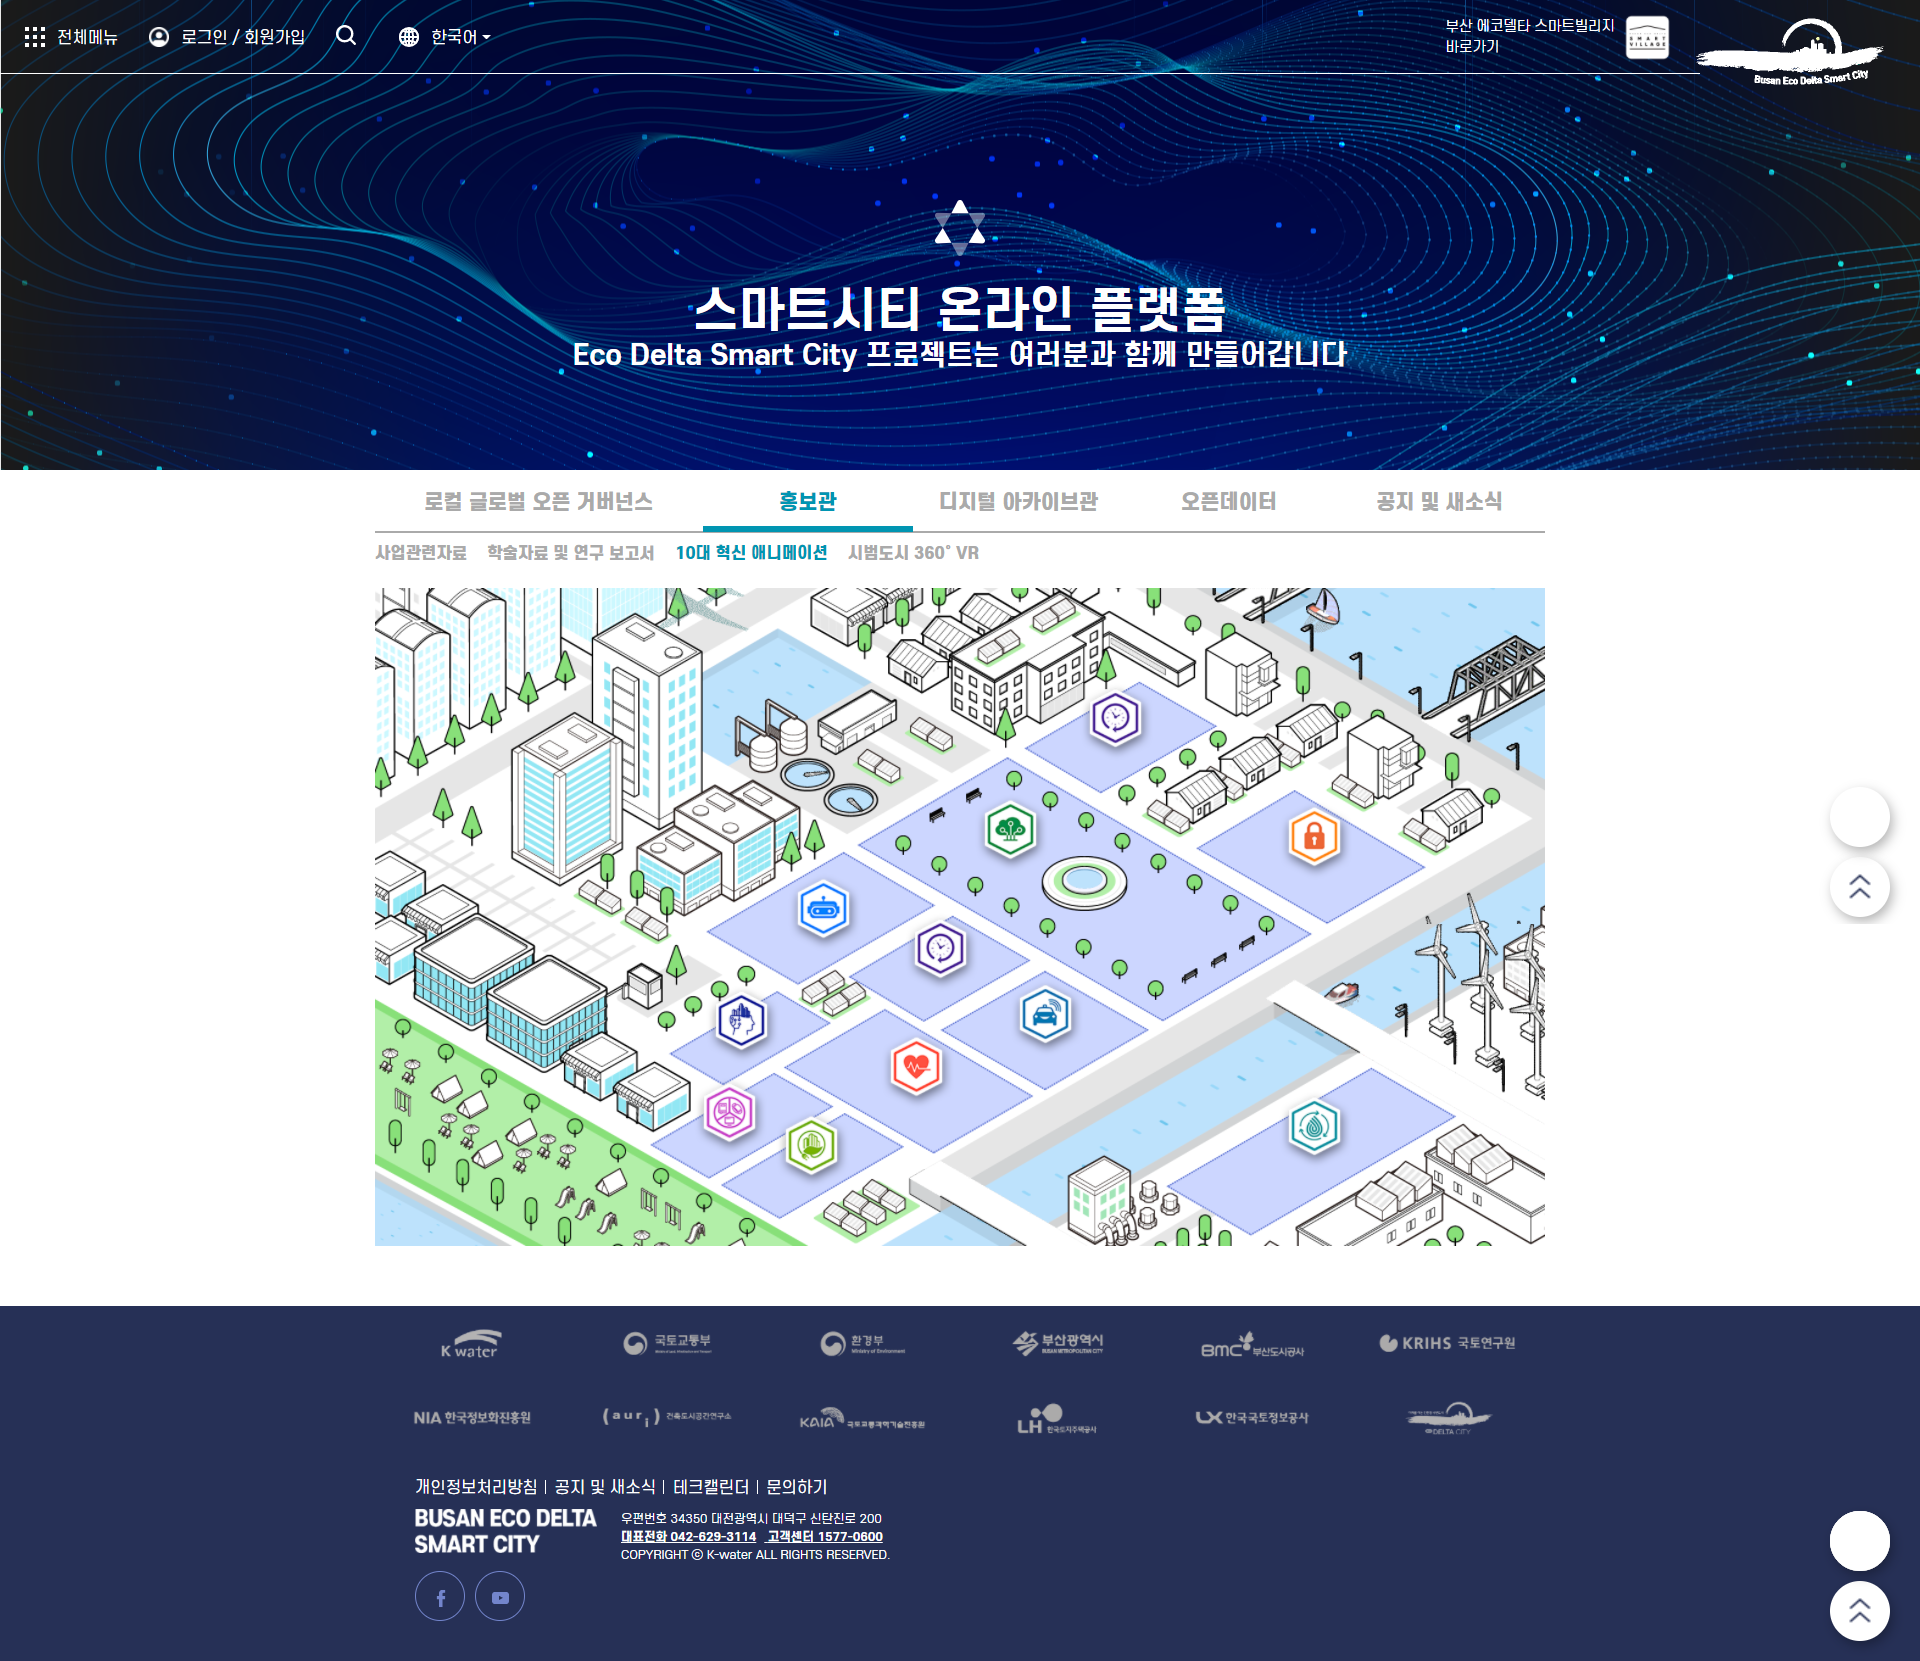 전체메뉴
로그인 / 회원가입
한국어
부산 에코델타 스마트빌리지
바로가기
SMART
VILLAGE
Busan Eco Delta Smart City
스마트시티 온라인 플랫폼
Eco Delta Smart City 프로젝트는 여러분과 함께 만들어갑니다
로컬 글로벌 오픈 거버넌스
홍보관
디지털 아카이브관
오픈데이터
공지 및 새소식
사업관련자료
학술자료 및 연구 보고서
10대 혁신 애니메이션
시범도시 360˚ VR
K water
국토교통부
환경부
Ministry of Environment
부산광역시
BUSAN METROPOLITAN CITY
BMC 부산도시공사
KRIHS 국토연구원
NIA 한국정보화진흥원
(auri) 건축도시공간연구소
KAIA 국토교통과학기술진흥원
LH 한국토지주택공사
LX 한국국토정보공사
DELTA CITY
개인정보처리방침 | 공지 및 새소식 | 테크캘린더 | 문의하기
BUSAN ECO DELTA
SMART CITY
우편번호 34350 대전광역시 대덕구 신탄진로 200
대표전화 042-629-3114 고객센터 1577-0600
COPYRIGHT ⓒ K-water ALL RIGHTS RESERVED.